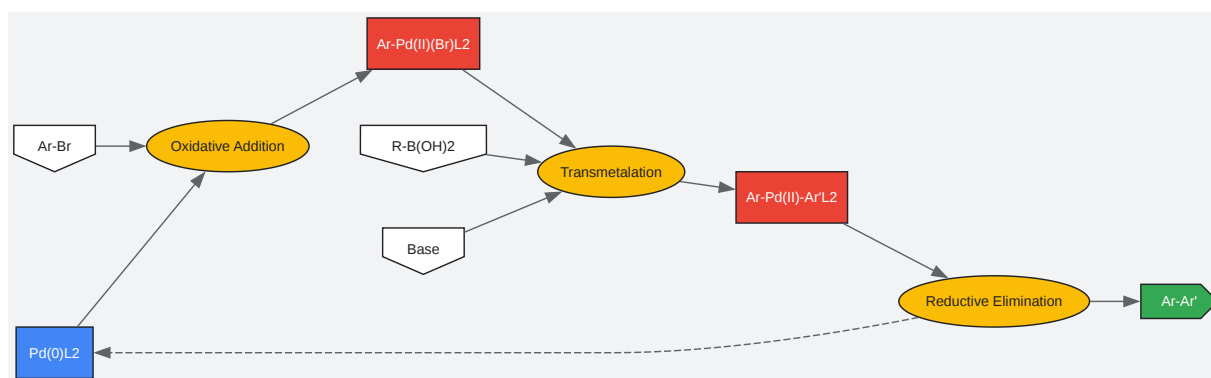 Ar-Pd(II)(Br)L2
Ar-Br
Oxidative Addition
R-B(OH)2
Transmetalation
Ar-Pd(II)-Ar'L2
Base
Reductive Elimination
Ar-Ar'
Pd(0)L2